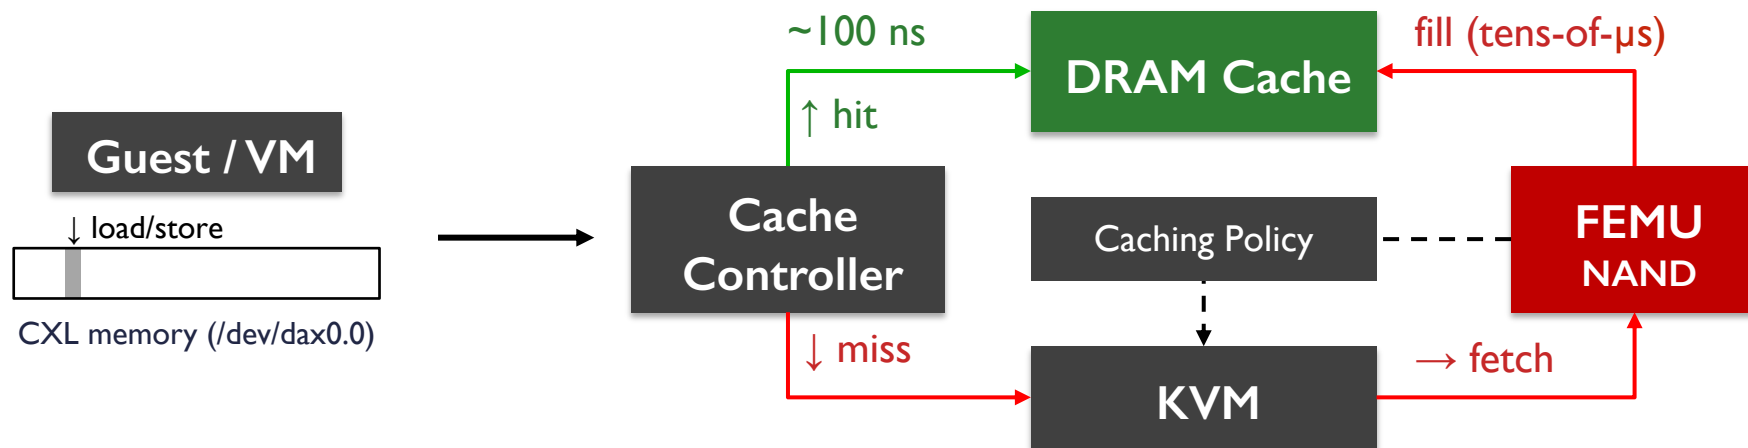 Guest / VM
↓ load/store
CXL memory (/dev/dax0.0)
~100 ns
↑ hit
Cache
Controller
↓ miss
DRAM Cache
Caching Policy
KVM
fill (tens-of-µs)
FEMU
NAND
→ fetch